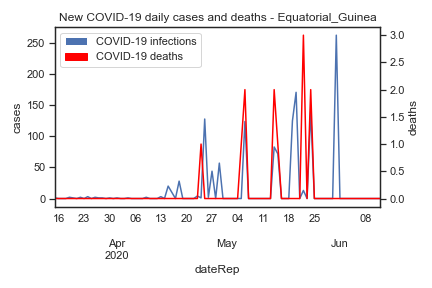 New COVID-19 daily cases and deaths - Equatorial_Guinea
COVID-19 infections
COVID-19 deaths
cases
250
200
150
100
50
0
deaths
3.0
2.5
2.0
1.5
1.0
0.5
0.0
16 23 30 06 13 20 27 04 11 18 25 08
Apr May Jun
2020
dateRep